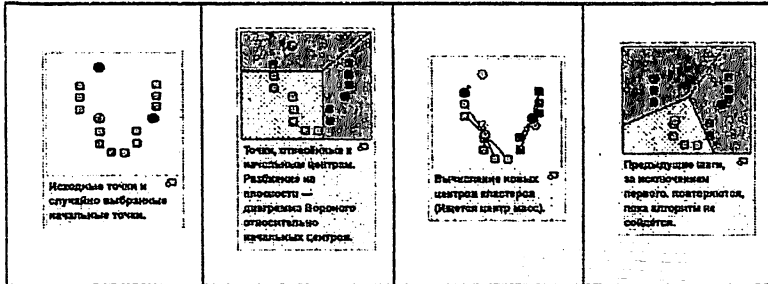 Исходные точки и
случайно выбранные
начальные точки.
Точки, отнесённые к
начальным центрам.
Разбиение на
плоскости —
диаграмма Вороного
относительно
начальных центров.
Вычисление новых
центров кластеров
(Ищется центр масс).
Предыдущие шаги,
за исключением
первого, повторяются,
пока алгоритм не
сойдётся.